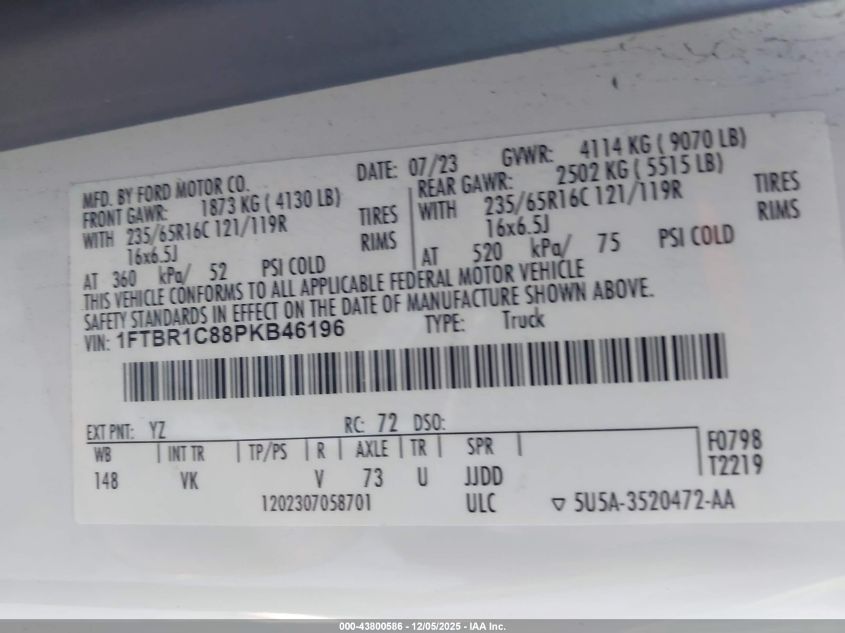 MFD. BY FORD MOTOR CO.
DATE: 07/23
GVWR: 4114 KG ( 9070 LB)
FRONT GAWR: 1873 KG ( 4130 LB)
REAR GAWR: 2502 KG ( 5515 LB)
WITH 235/65R16C 121/119R TIRES
16x6.5J RIMS
AT 360 kPa/ 52 PSI COLD
WITH 235/65R16C 121/119R TIRES
16x6.5J RIMS
AT 520 kPa/ 75 PSI COLD
THIS VEHICLE CONFORMS TO ALL APPLICABLE FEDERAL MOTOR VEHICLE
SAFETY STANDARDS IN EFFECT ON THE DATE OF MANUFACTURE SHOWN ABOVE.
VIN: 1FTBR1C88PKB46196
TYPE: Truck
EXT PNT: YZ RC: 72 DSO:
WB | INT TR | TP/PS | R | AXLE | TR | SPR |
148 VK V 73 U JJDD
F0798
T2219
1202307058701 ULC ▽ 5U5A-3520472-AA
000-43800586 - 12/05/2025 - IAA Inc.